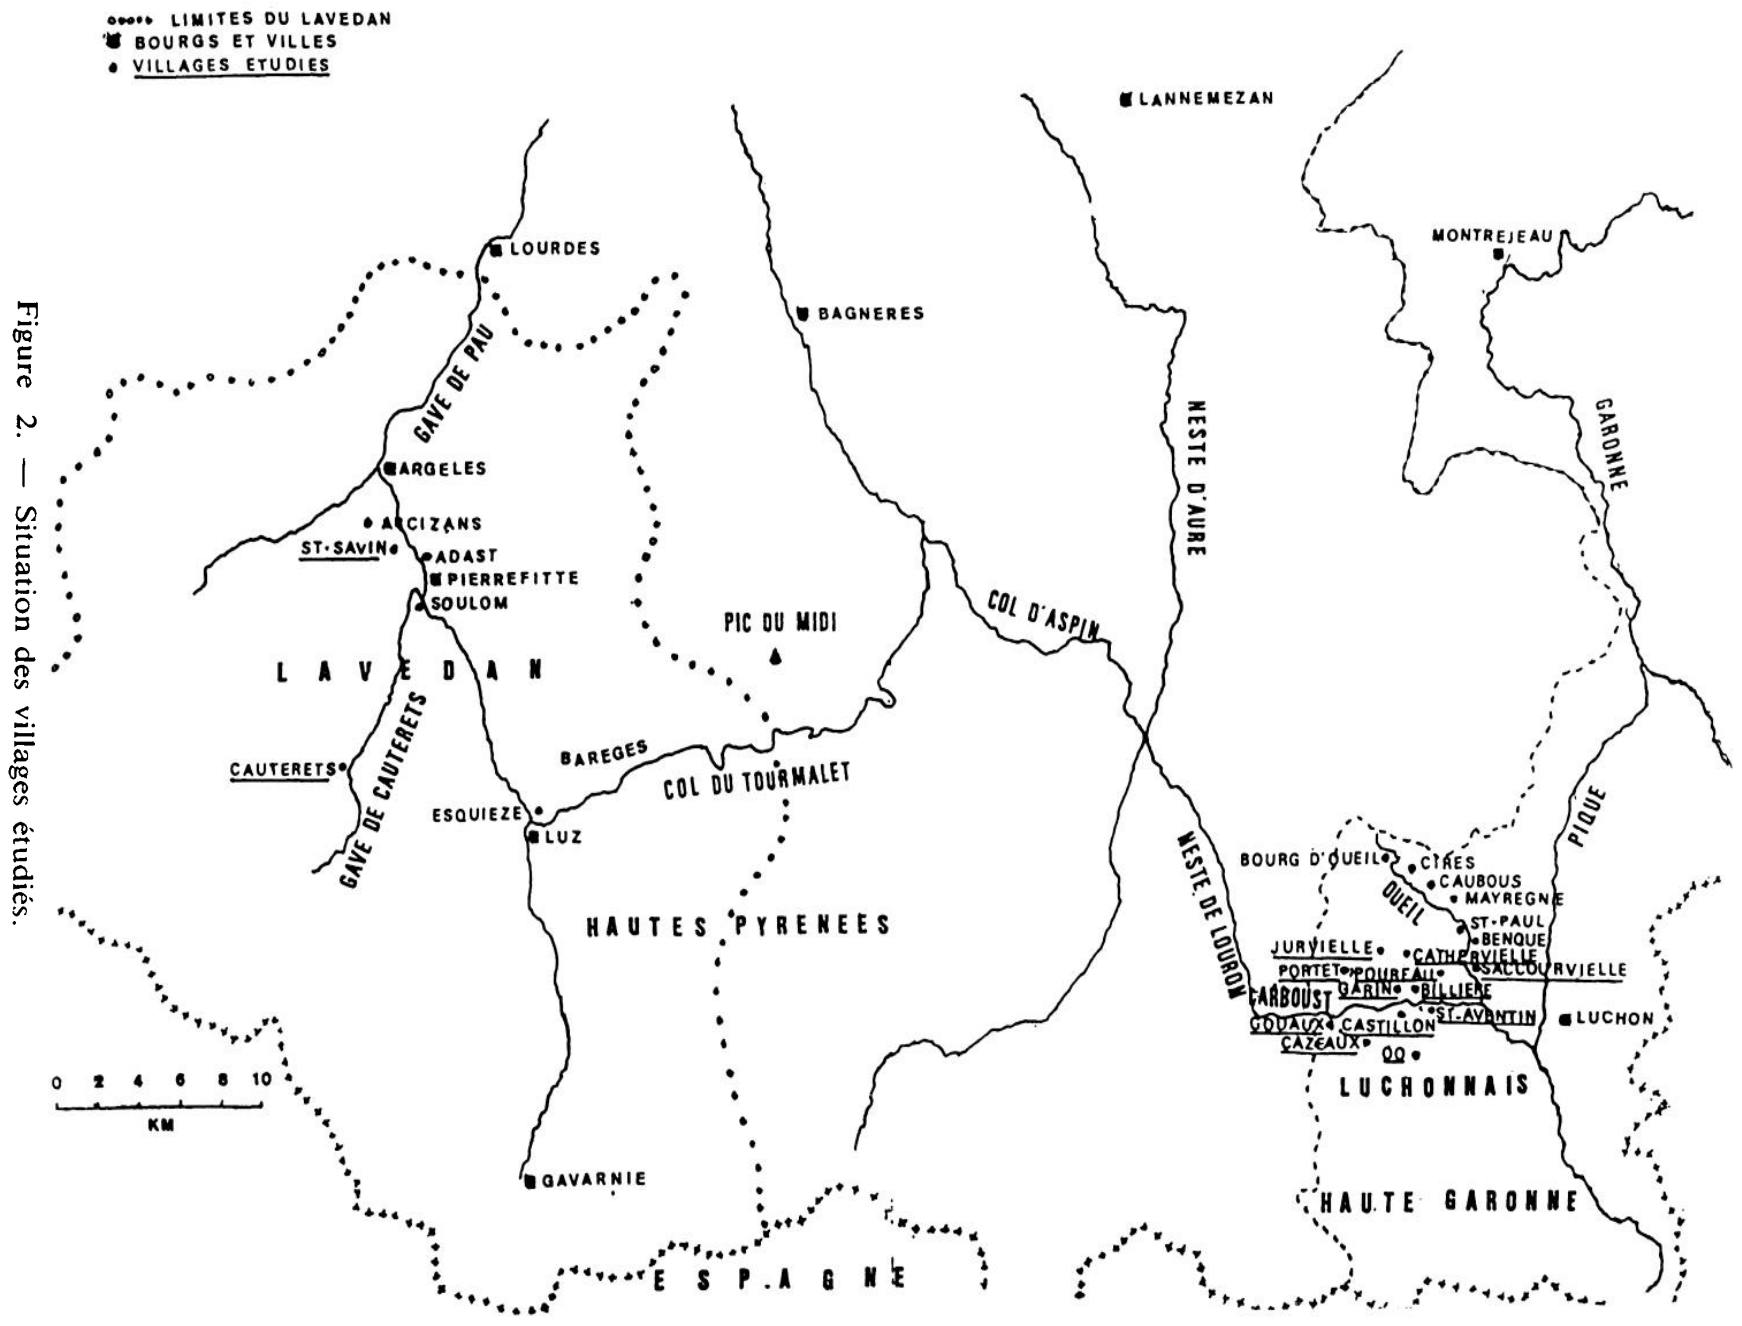 LIMITES DU LAVEDAN
BOURGS ET VILLES
VILLAGES ETUDIES
LANNEMEZAN
MONTREJEAU
LOURDES
BAGNERES
GAVE DE PAU
GARONNE
NESTE D'AURE
ARGELES
ARCIZANS
ST-SAVIN
ADAST
PIERREFITTE
SOULOM
COL D'ASPIN
PIC DU MIDI
LAVEDAN
GAVE DE CAUTERETS
CAUTERETS
BAREGES
COL DU TOURMALET
ESQUIEZE
LUZ
PIQUE
NESTE DE LOURON
BOURG D'OUEIL
CIRES
CAUBOUS
OUEIL
MAYREGNE
ST-PAUL
BENQUE
HAUTES PYRENEES
JURVIELLE
CATHERVIELLE
SACCOURVIELLE
PORTET
POUBEAU
GARIN
BILLIERE
LARBOUST
ST-AVENTIN
LUCHON
GOUAUX
CASTILLON
CAZEAUX
OO
LUCHONNAIS
0 2 4 6 8 10
KM
GAVARNIE
HAUTE GARONNE
ESPAGNE
Figure 2. — Situation des villages étudiés.